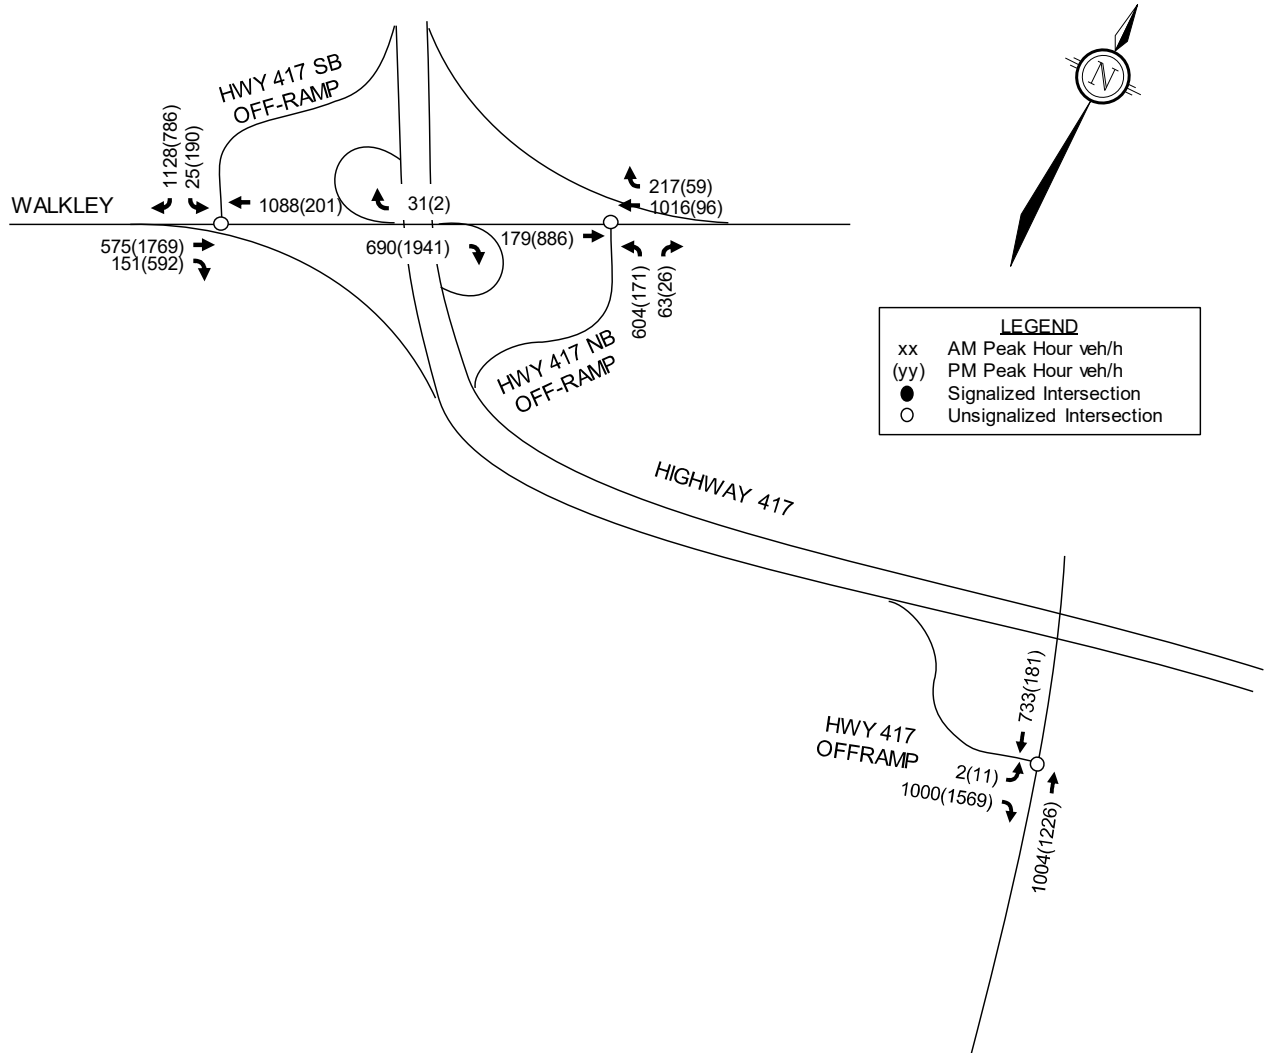 N
HWY 417 SB
OFF-RAMP
1128(786)
25(190)
WALKLEY
1088(201)
31(2)
217(59)
1016(96)
575(1769)
151(592)
690(1941)
179(886)
604(171)
63(26)
HWY 417 NB
OFF-RAMP
LEGEND
xx AM Peak Hour veh/h
(yy) PM Peak Hour veh/h
Signalized Intersection
Unsignalized Intersection
HIGHWAY 417
733(181)
HWY 417
OFFRAMP
2(11)
1000(1569)
1004(1226)